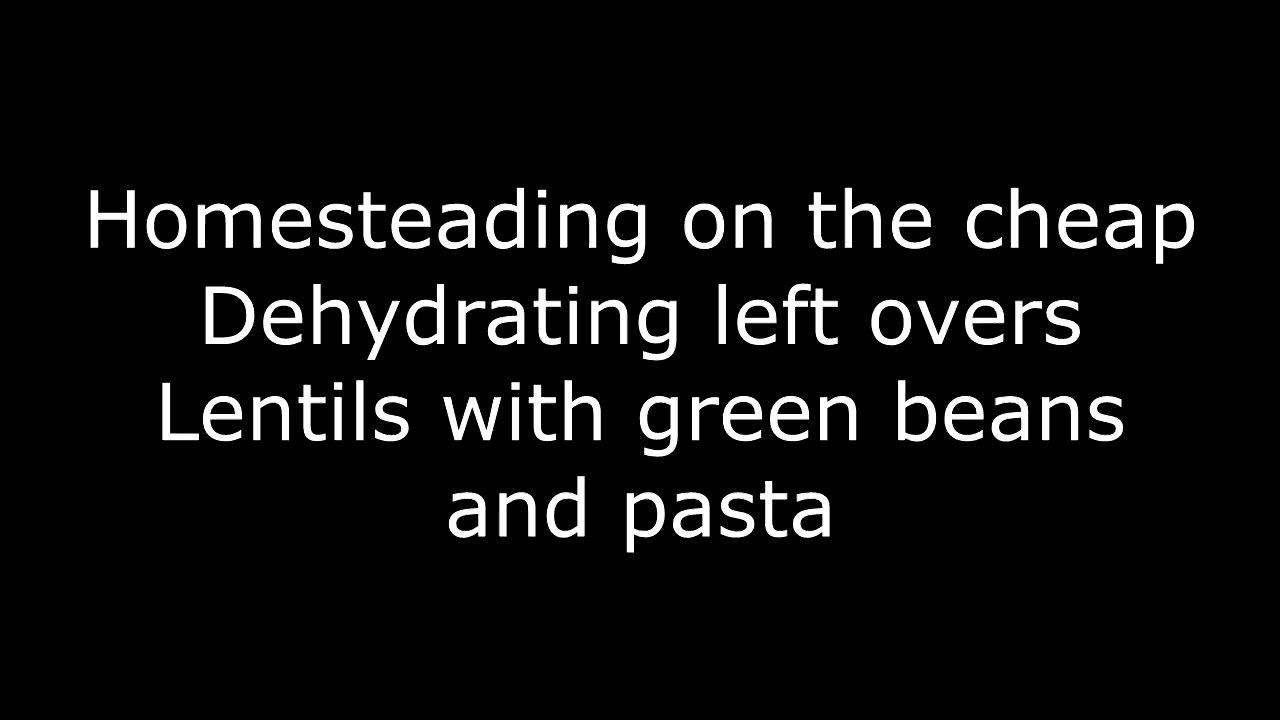 Homesteading on the cheap
Dehydrating left overs
Lentils with green beans
and pasta